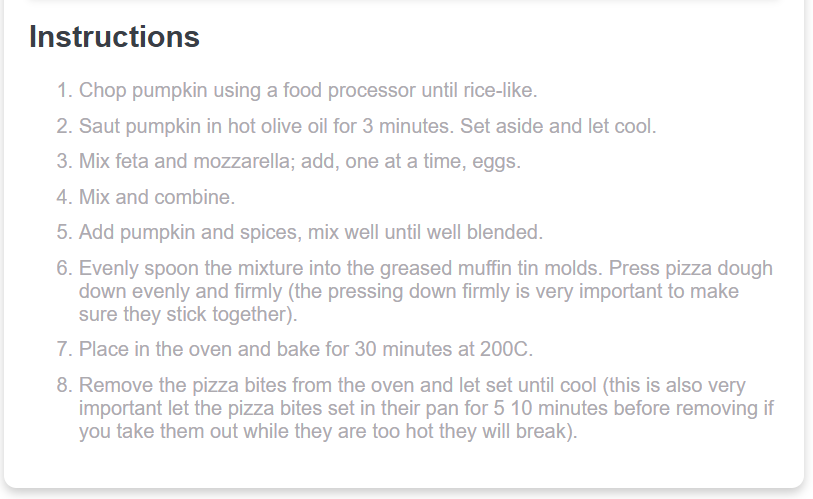 Instructions
1. Chop pumpkin using a food processor until rice-like.
2. Saut pumpkin in hot olive oil for 3 minutes. Set aside and let cool.
3. Mix feta and mozzarella; add, one at a time, eggs.
4. Mix and combine.
5. Add pumpkin and spices, mix well until well blended.
6. Evenly spoon the mixture into the greased muffin tin molds. Press pizza dough
down evenly and firmly (the pressing down firmly is very important to make
sure they stick together).
7. Place in the oven and bake for 30 minutes at 200C.
8. Remove the pizza bites from the oven and let set until cool (this is also very
important let the pizza bites set in their pan for 5 10 minutes before removing if
you take them out while they are too hot they will break).